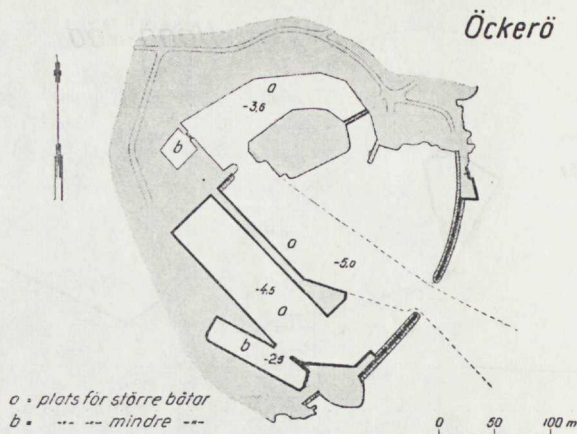 Öckerö
a
-3,6
b
a
-5,0
-4,5
a
b
-2,5
a = plats för större båtar
b = -"- -"- mindre -"-
0 50 100 m